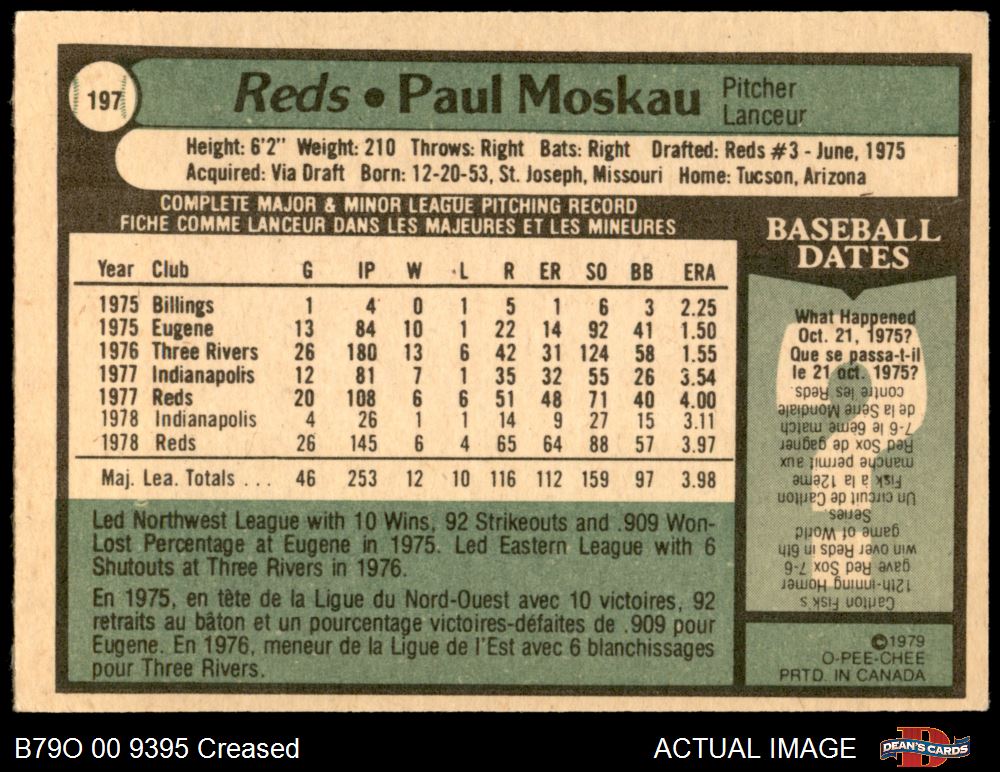 197
Reds • Paul Moskau
Pitcher
Lanceur
Height: 6'2" Weight: 210 Throws: Right Bats: Right Drafted: Reds #3 - June, 1975
Acquired: Via Draft Born: 12-20-53, St. Joseph, Missouri Home: Tucson, Arizona
COMPLETE MAJOR & MINOR LEAGUE PITCHING RECORD
FICHE COMME LANCEUR DANS LES MAJEURES ET LES MINEURES
Year Club G IP W L R ER SO BB ERA
1975 Billings 1 4 0 1 5 1 6 3 2.25
1975 Eugene 13 84 10 1 22 14 92 41 1.50
1976 Three Rivers 26 180 13 6 42 31 124 58 1.55
1977 Indianapolis 12 81 7 1 35 32 55 26 3.54
1977 Reds 20 108 6 6 51 48 71 40 4.00
1978 Indianapolis 4 26 1 1 14 9 27 15 3.11
1978 Reds 26 145 6 4 65 64 88 57 3.97
Maj. Lea. Totals ... 46 253 12 10 116 112 159 97 3.98
Led Northwest League with 10 Wins, 92 Strikeouts and .909 Won-
Lost Percentage at Eugene in 1975. Led Eastern League with 6
Shutouts at Three Rivers in 1976.
En 1975, en tête de la Ligue du Nord-Ouest avec 10 victoires, 92
retraits au bâton et un pourcentage victoires-défaites de .909 pour
Eugene. En 1976, meneur de la Ligue de l'Est avec 6 blanchissages
pour Three Rivers.
BASEBALL
DATES
What Happened
Oct. 21, 1975?
Que se passa-t-il
le 21 oct. 1975?
Carlton Fisk's
12th-inning Homer
gave Red Sox 7-6
win over Reds in 6th
game of World
Series
Un circuit de Carlton
Fisk à la 12ème
manche permit aux
Red Sox de gagner
7-6 le 6ème match
de la Série Mondiale
contre les Reds.
©1979
O-PEE-CHEE
PRTD. IN CANADA
B79O 00 9395 Creased
ACTUAL IMAGE
DEAN'S CARDS